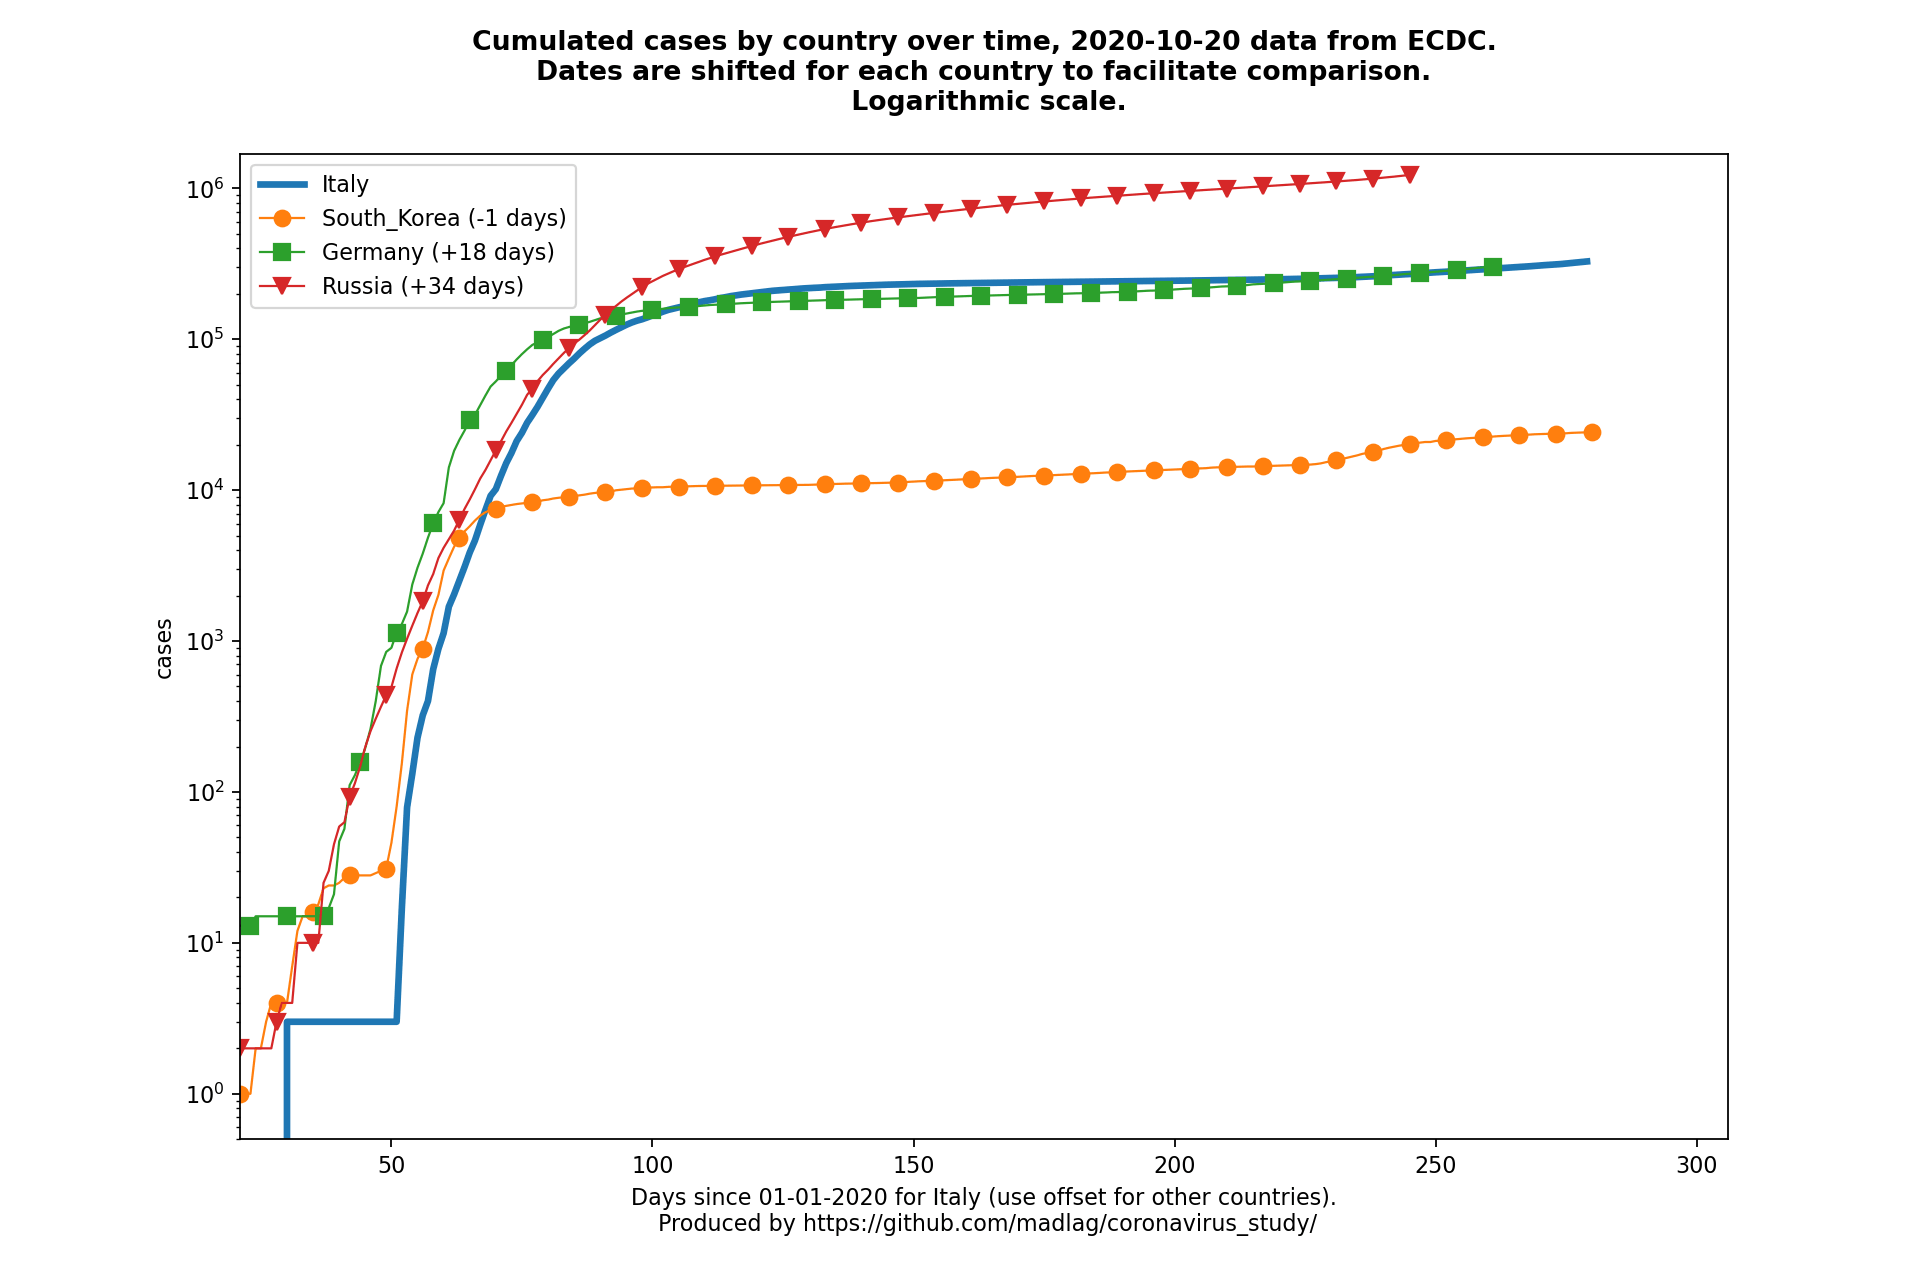 Cumulated cases by country over time, 2020-10-20 data from ECDC.
Dates are shifted for each country to facilitate comparison.
Logarithmic scale.
Italy
South_Korea (-1 days)
Germany (+18 days)
Russia (+34 days)
10^6
10^5
10^4
10^3
10^2
10^1
10^0
cases
50 100 150 200 250 300
Days since 01-01-2020 for Italy (use offset for other countries).
Produced by https://github.com/madlag/coronavirus_study/